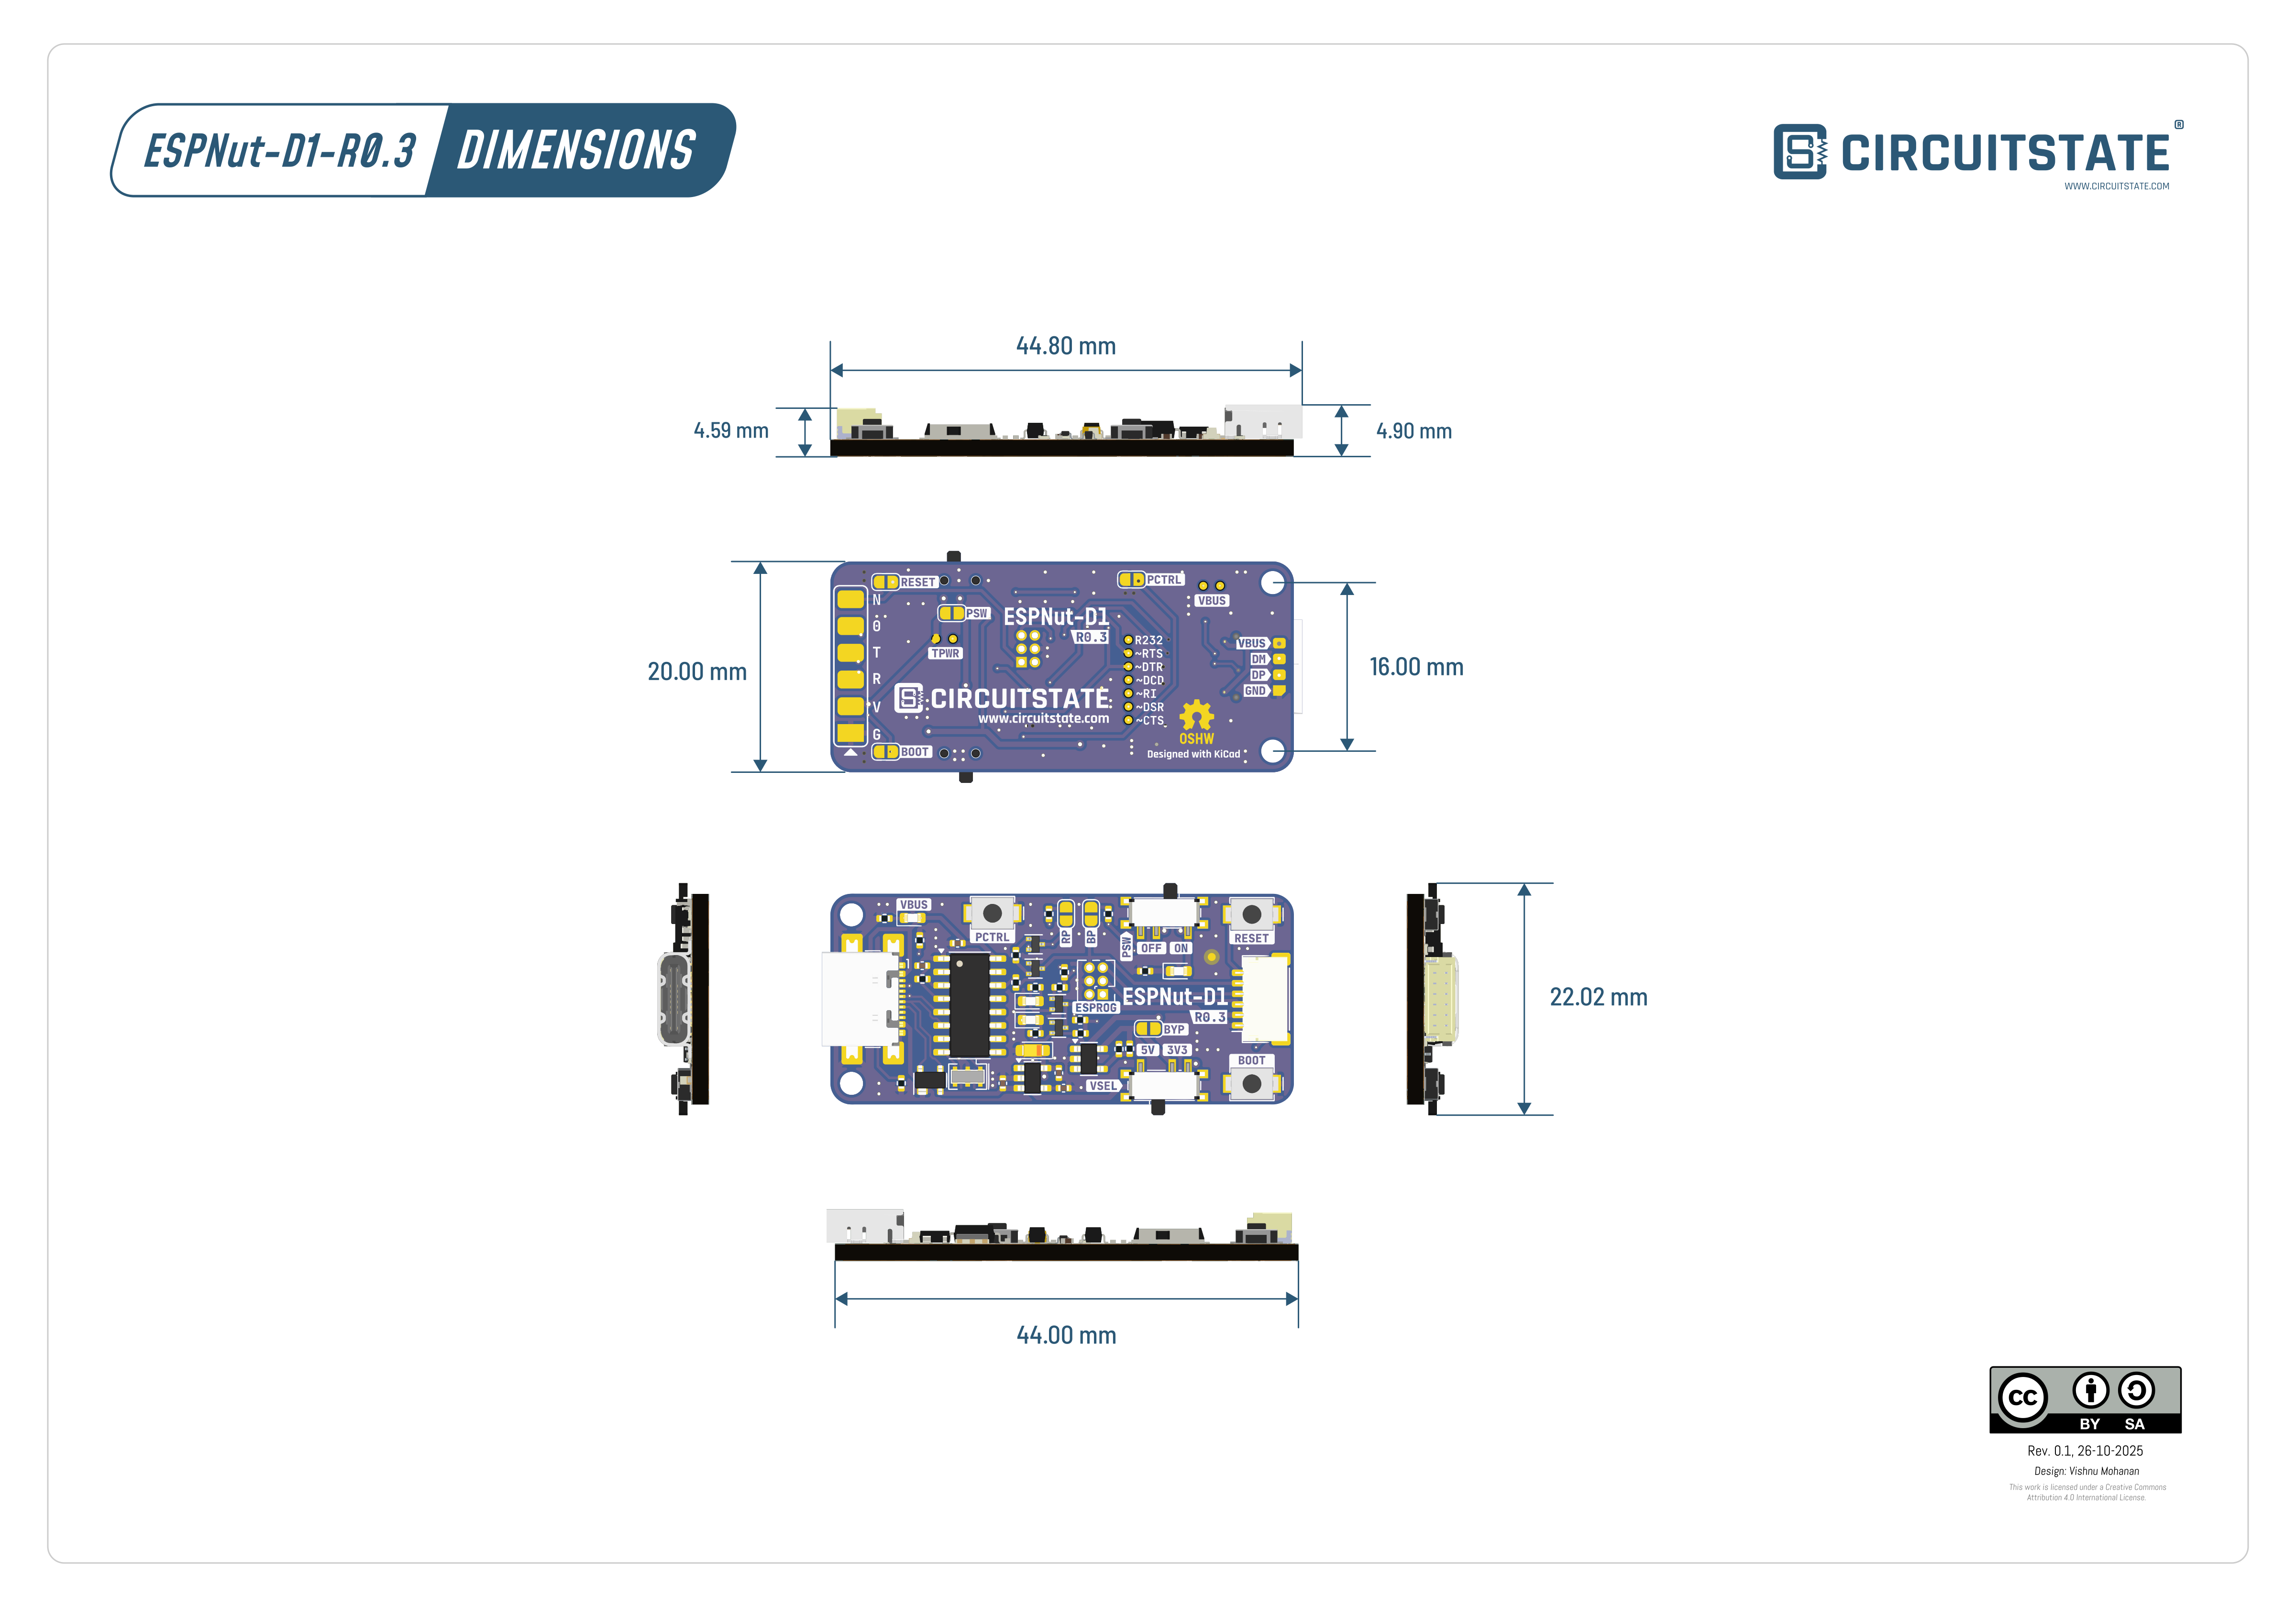 ESPNut-D1-R0.3 DIMENSIONS
CIRCUITSTATE®
WWW.CIRCUITSTATE.COM
44.80 mm
4.59 mm
4.90 mm
RESET
PCTRL
N
VBUS
PSW
ESPNut-D1
0
R0.3
R232
VBUS
TPWR
~RTS
T
DM
~DTR
20.00 mm
16.00 mm
DP
R
~DCD
GND
~RI
CIRCUITSTATE
V
~DSR
www.circuitstate.com
~CTS
G
OSHW
BOOT
Designed with KiCad
VBUS
PCTRL
RP
BP
PSW
OFF
ON
RESET
ESPNut-D1
22.02 mm
ESPROG
R0.3
BYP
5V
3V3
BOOT
VSEL
44.00 mm
cc
BY SA
Rev. 0.1, 26-10-2025
Design: Vishnu Mohanan
This work is licensed under a Creative Commons
Attribution 4.0 International License.